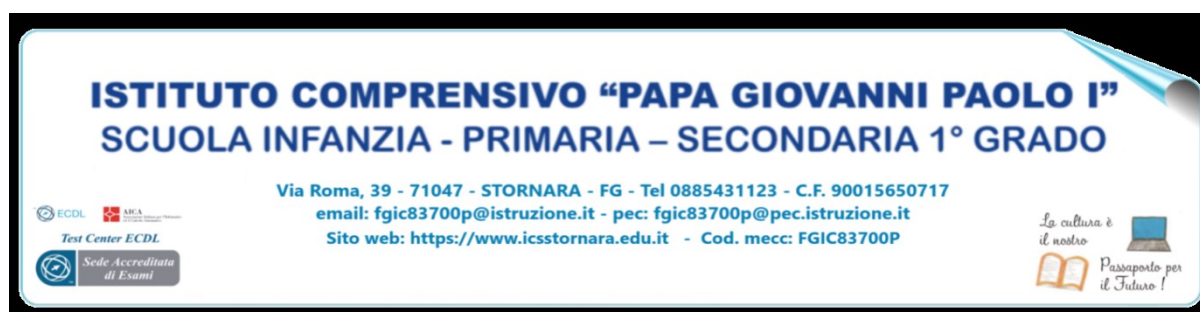 ISTITUTO COMPRENSIVO “PAPA GIOVANNI PAOLO I”
SCUOLA INFANZIA - PRIMARIA – SECONDARIA 1° GRADO
Via Roma, 39 - 71047 - STORNARA - FG - Tel 0885431123 - C.F. 90015650717
email: fgic83700p@istruzione.it - pec: fgic83700p@pec.istruzione.it
Sito web: https://www.icsstornara.edu.it - Cod. mecc: FGIC83700P
ECDL
AICA
Test Center ECDL
Sede Accreditata
di Esami
La cultura è
il nostro
Passaporto per
il Futuro !